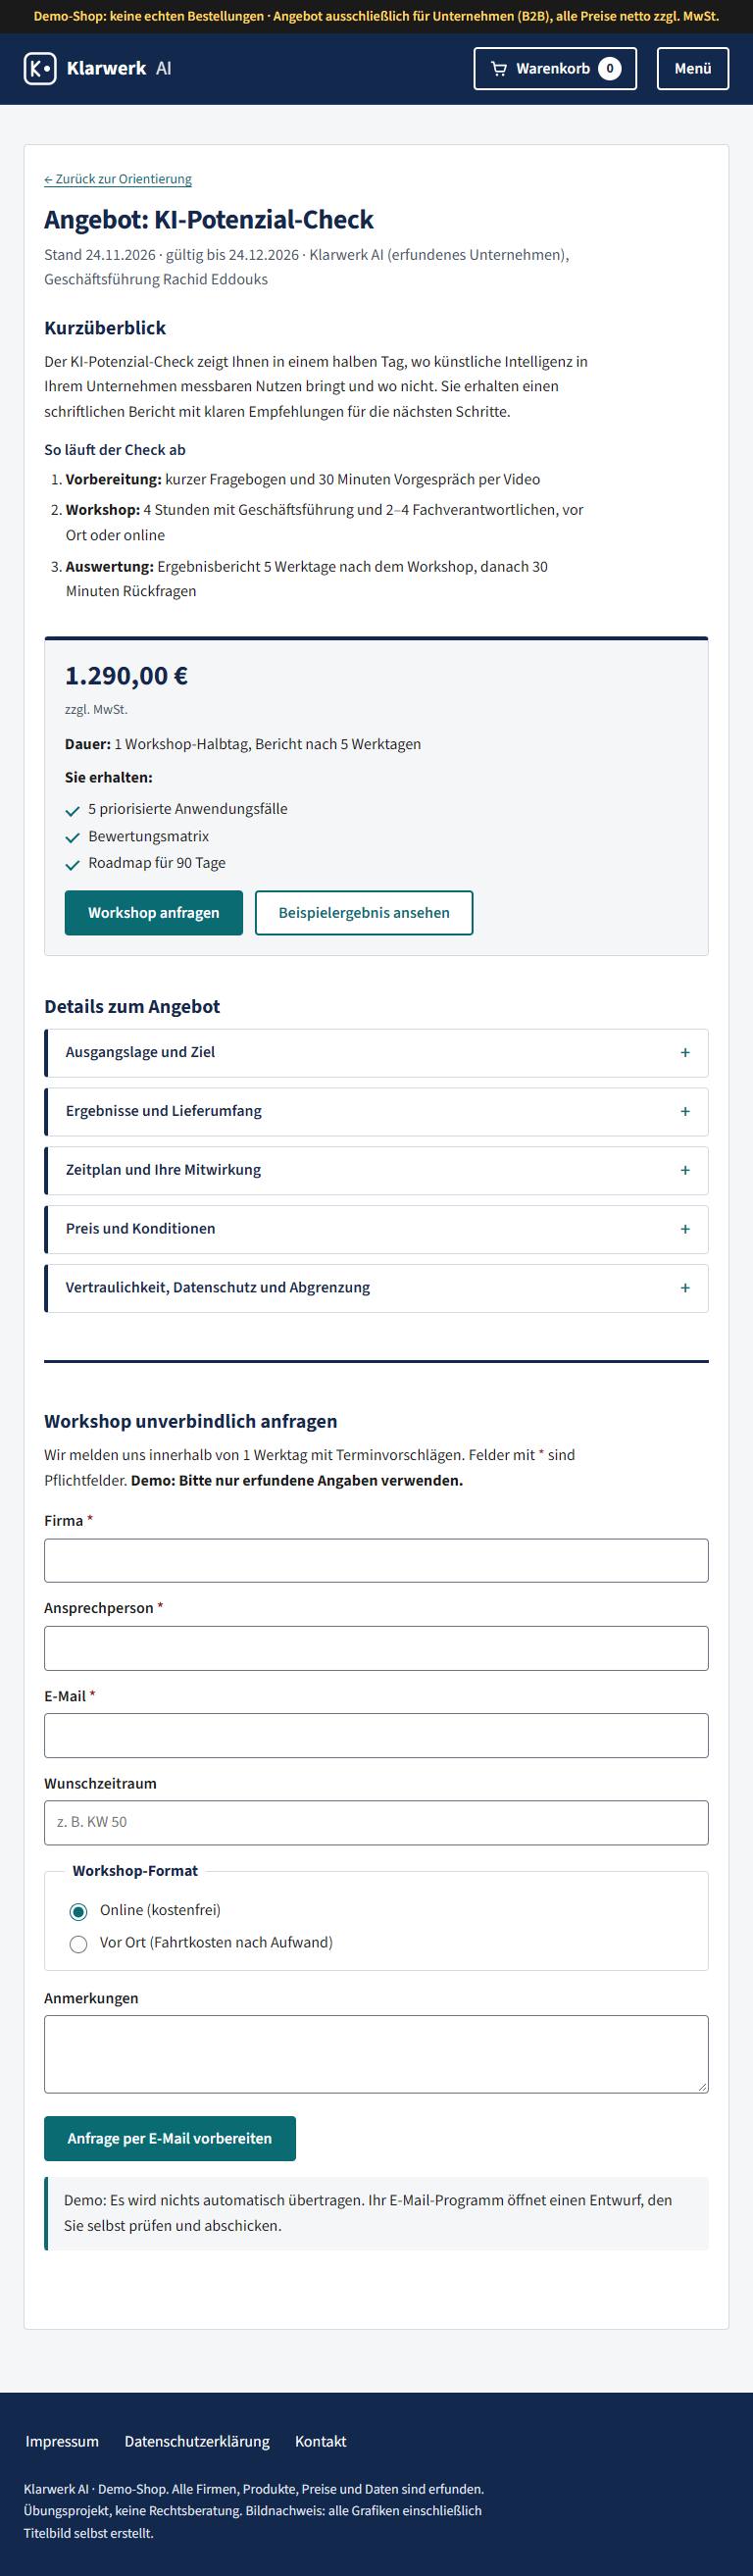 Demo-Shop: keine echten Bestellungen · Angebot ausschließlich für Unternehmen (B2B), alle Preise netto zzgl. MwSt.
K Klarwerk AI
Warenkorb 0
Menü
← Zurück zur Orientierung
Angebot: KI-Potenzial-Check
Stand 24.11.2026 · gültig bis 24.12.2026 · Klarwerk AI (erfundenes Unternehmen),
Geschäftsführung Rachid Eddouks
Kurzüberblick
Der KI-Potenzial-Check zeigt Ihnen in einem halben Tag, wo künstliche Intelligenz in
Ihrem Unternehmen messbaren Nutzen bringt und wo nicht. Sie erhalten einen
schriftlichen Bericht mit klaren Empfehlungen für die nächsten Schritte.
So läuft der Check ab
1. Vorbereitung: kurzer Fragebogen und 30 Minuten Vorgespräch per Video
2. Workshop: 4 Stunden mit Geschäftsführung und 2–4 Fachverantwortlichen, vor
Ort oder online
3. Auswertung: Ergebnisbericht 5 Werktage nach dem Workshop, danach 30
Minuten Rückfragen
1.290,00 €
zzgl. MwSt.
Dauer: 1 Workshop-Halbtag, Bericht nach 5 Werktagen
Sie erhalten:
5 priorisierte Anwendungsfälle
Bewertungsmatrix
Roadmap für 90 Tage
Workshop anfragen
Beispielergebnis ansehen
Details zum Angebot
Ausgangslage und Ziel +
Ergebnisse und Lieferumfang +
Zeitplan und Ihre Mitwirkung +
Preis und Konditionen +
Vertraulichkeit, Datenschutz und Abgrenzung +
Workshop unverbindlich anfragen
Wir melden uns innerhalb von 1 Werktag mit Terminvorschlägen. Felder mit * sind
Pflichtfelder. Demo: Bitte nur erfundene Angaben verwenden.
Firma *
Ansprechperson *
E-Mail *
Wunschzeitraum
z. B. KW 50
Workshop-Format
Online (kostenfrei)
Vor Ort (Fahrtkosten nach Aufwand)
Anmerkungen
Anfrage per E-Mail vorbereiten
Demo: Es wird nichts automatisch übertragen. Ihr E-Mail-Programm öffnet einen Entwurf, den
Sie selbst prüfen und abschicken.
Impressum
Datenschutzerklärung
Kontakt
Klarwerk AI · Demo-Shop. Alle Firmen, Produkte, Preise und Daten sind erfunden.
Übungsprojekt, keine Rechtsberatung. Bildnachweis: alle Grafiken einschließlich
Titelbild selbst erstellt.